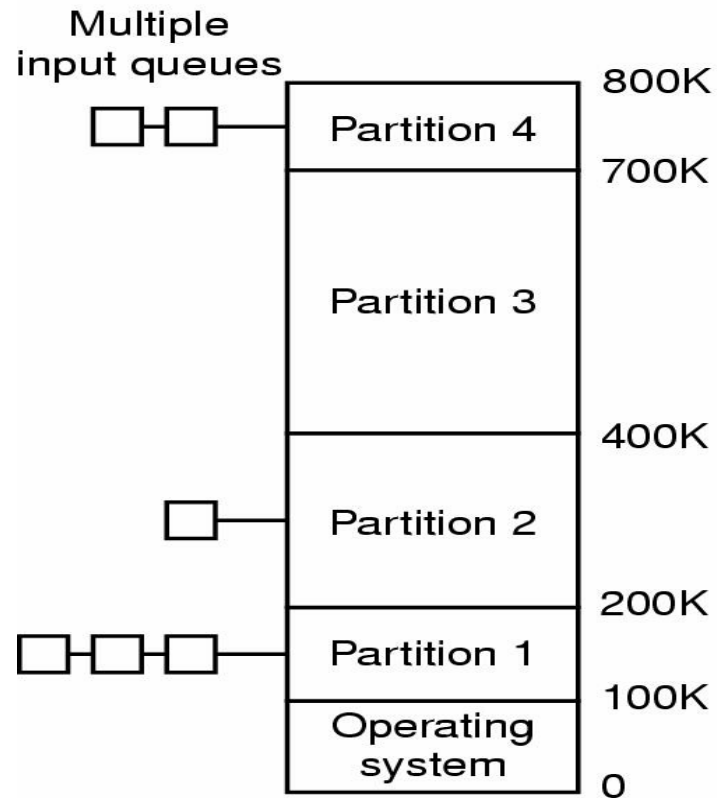 Multiple
input queues
800K
Partition 4
700K
Partition 3
400K
Partition 2
200K
Partition 1
100K
Operating
system
0